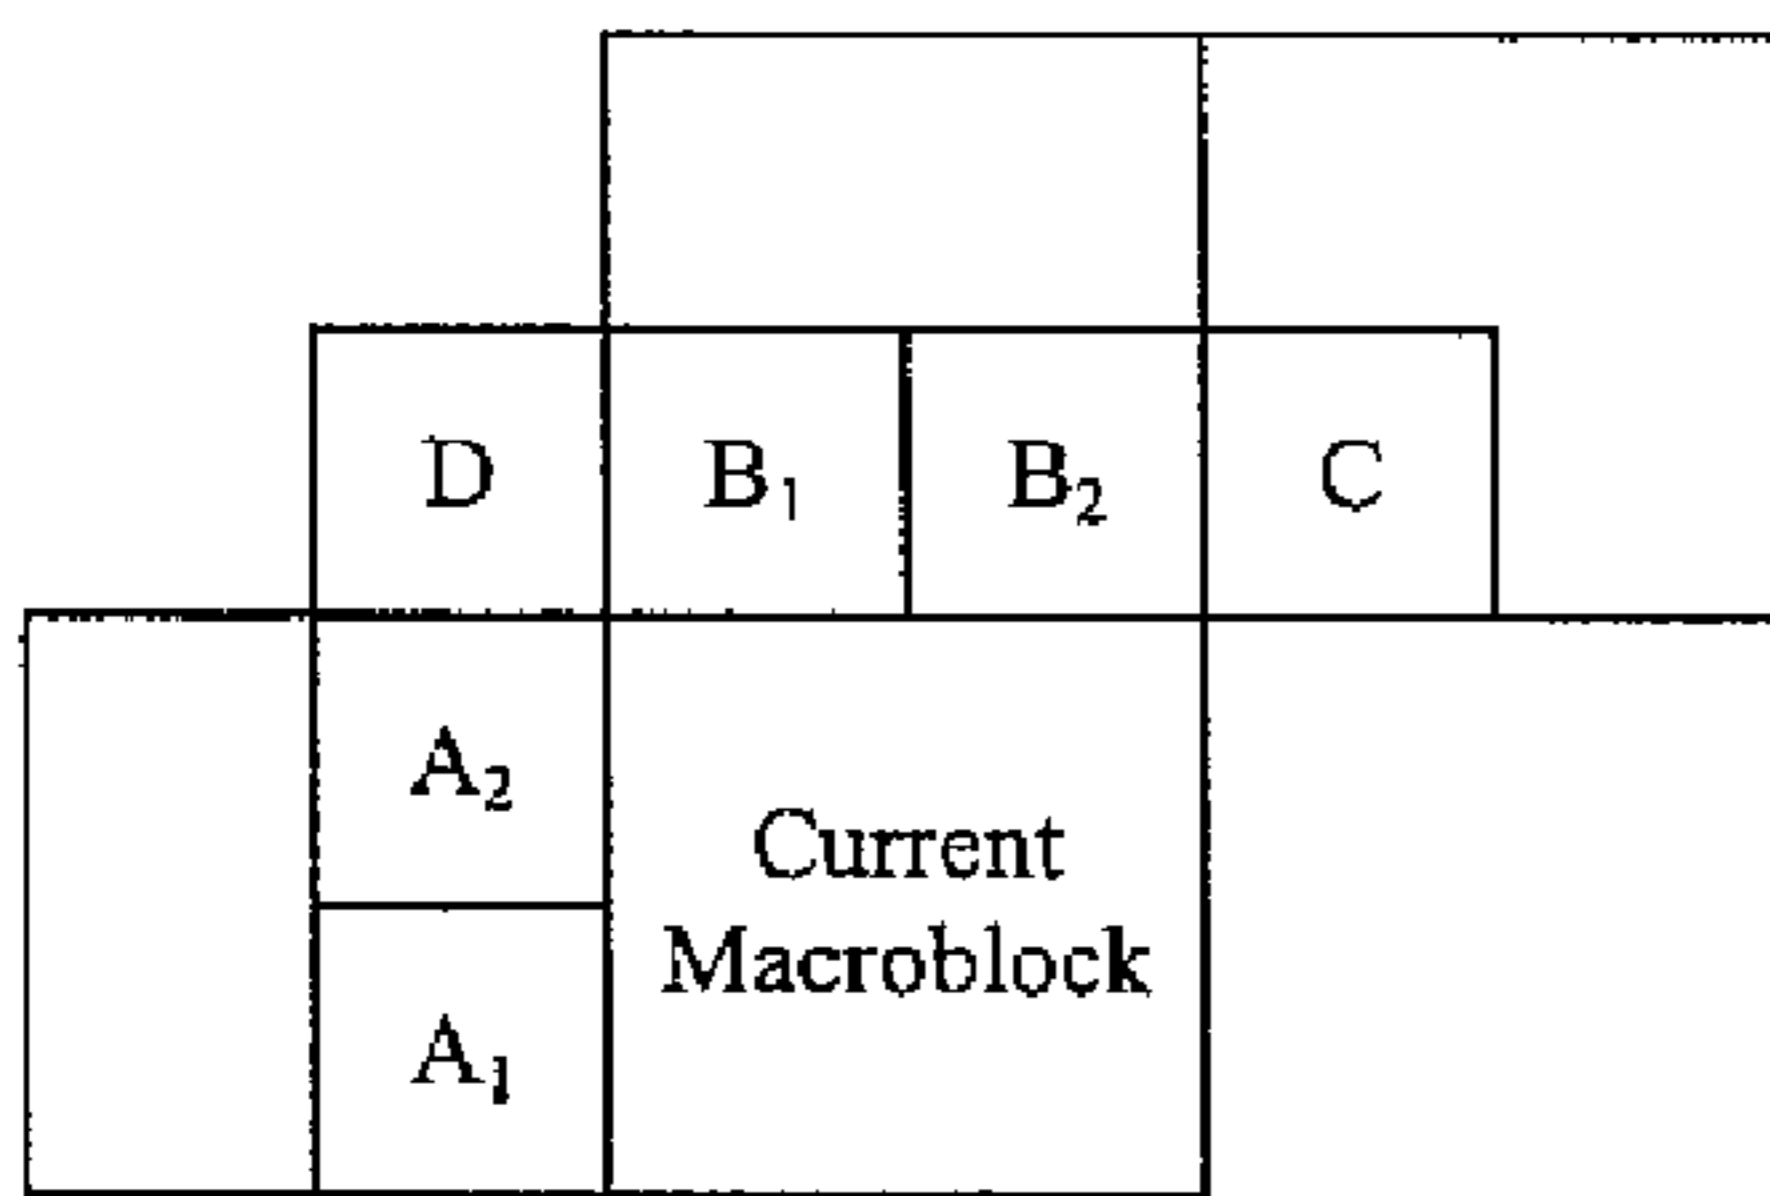 D B₁ B₂ C
A₂
Current
Macroblock
A₁